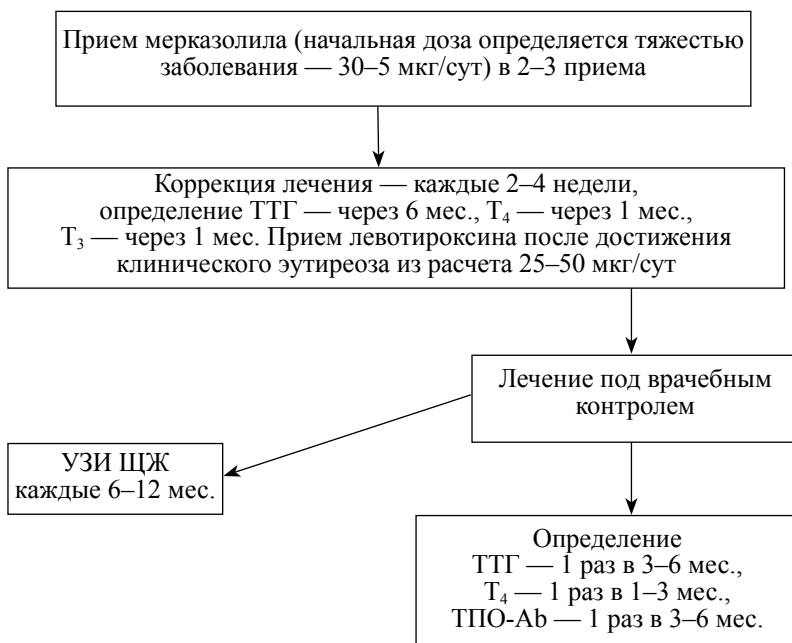 Прием мерказолила (начальная доза определяется тяжестью
заболевания — 30–5 мкг/сут) в 2–3 приема
Коррекция лечения — каждые 2–4 недели,
определение ТТГ — через 6 мес., Т₄ — через 1 мес.,
Т₃ — через 1 мес. Прием левотироксина после достижения
клинического эутиреоза из расчета 25–50 мкг/сут
Лечение под врачебным
контролем
УЗИ ЩЖ
каждые 6–12 мес.
Определение
ТТГ — 1 раз в 3–6 мес.,
Т₄ — 1 раз в 1–3 мес.,
ТПО-Ab — 1 раз в 3–6 мес.